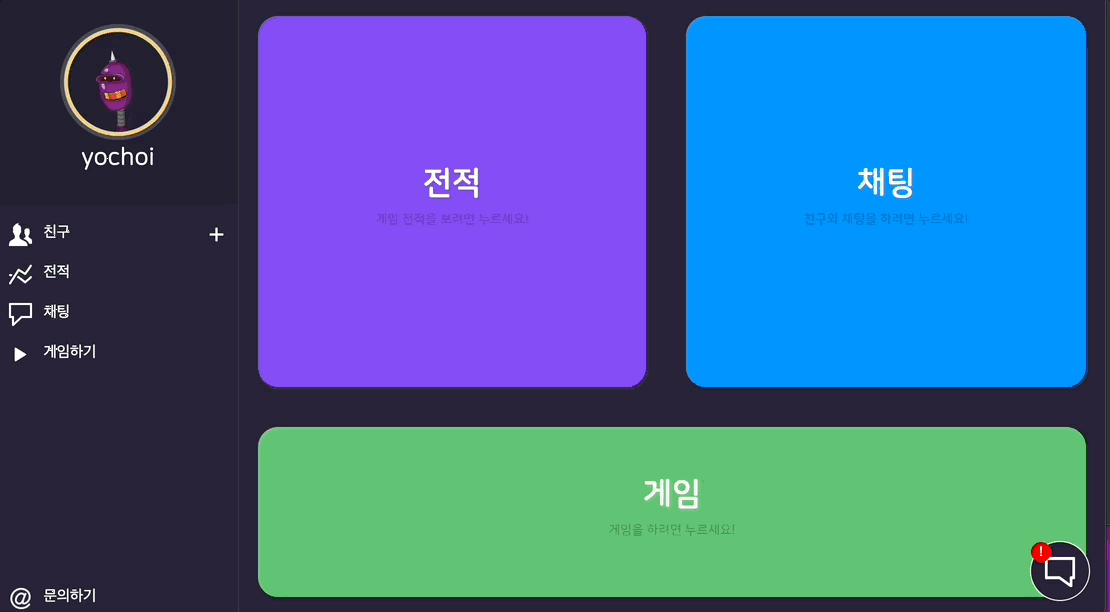 yochoi
친구
전적
채팅
게임하기
문의하기
전적
게임 전적을 보려면 누르세요!
채팅
친구와 채팅을 하려면 누르세요!
게임
게임을 하려면 누르세요!
!